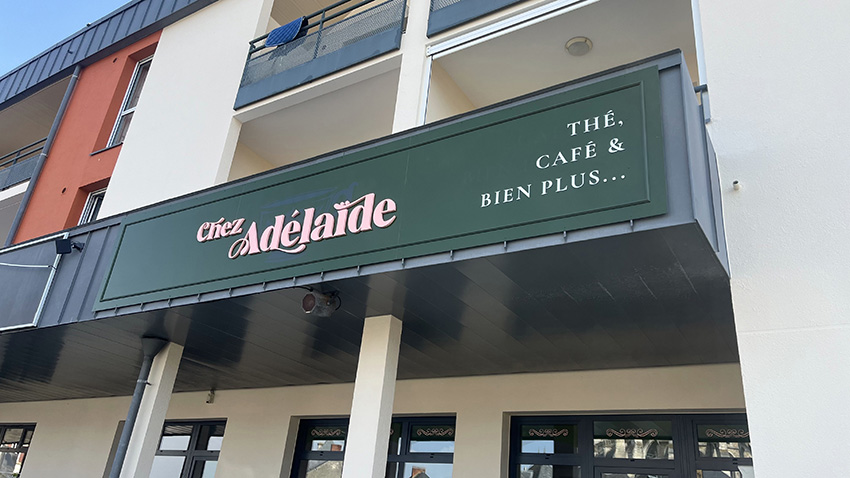 Chez
Adélaïde
THÉ,
CAFÉ &
BIEN PLUS...